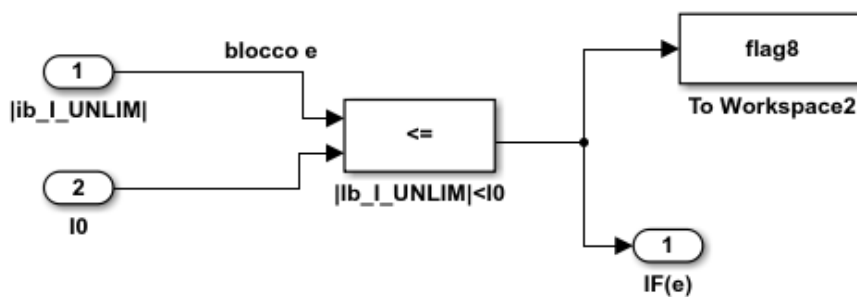 blocco e
1
|ib_I_UNLIM|
2
I0
<=
|Ib_I_UNLIM|<I0
flag8
To Workspace2
1
IF(e)